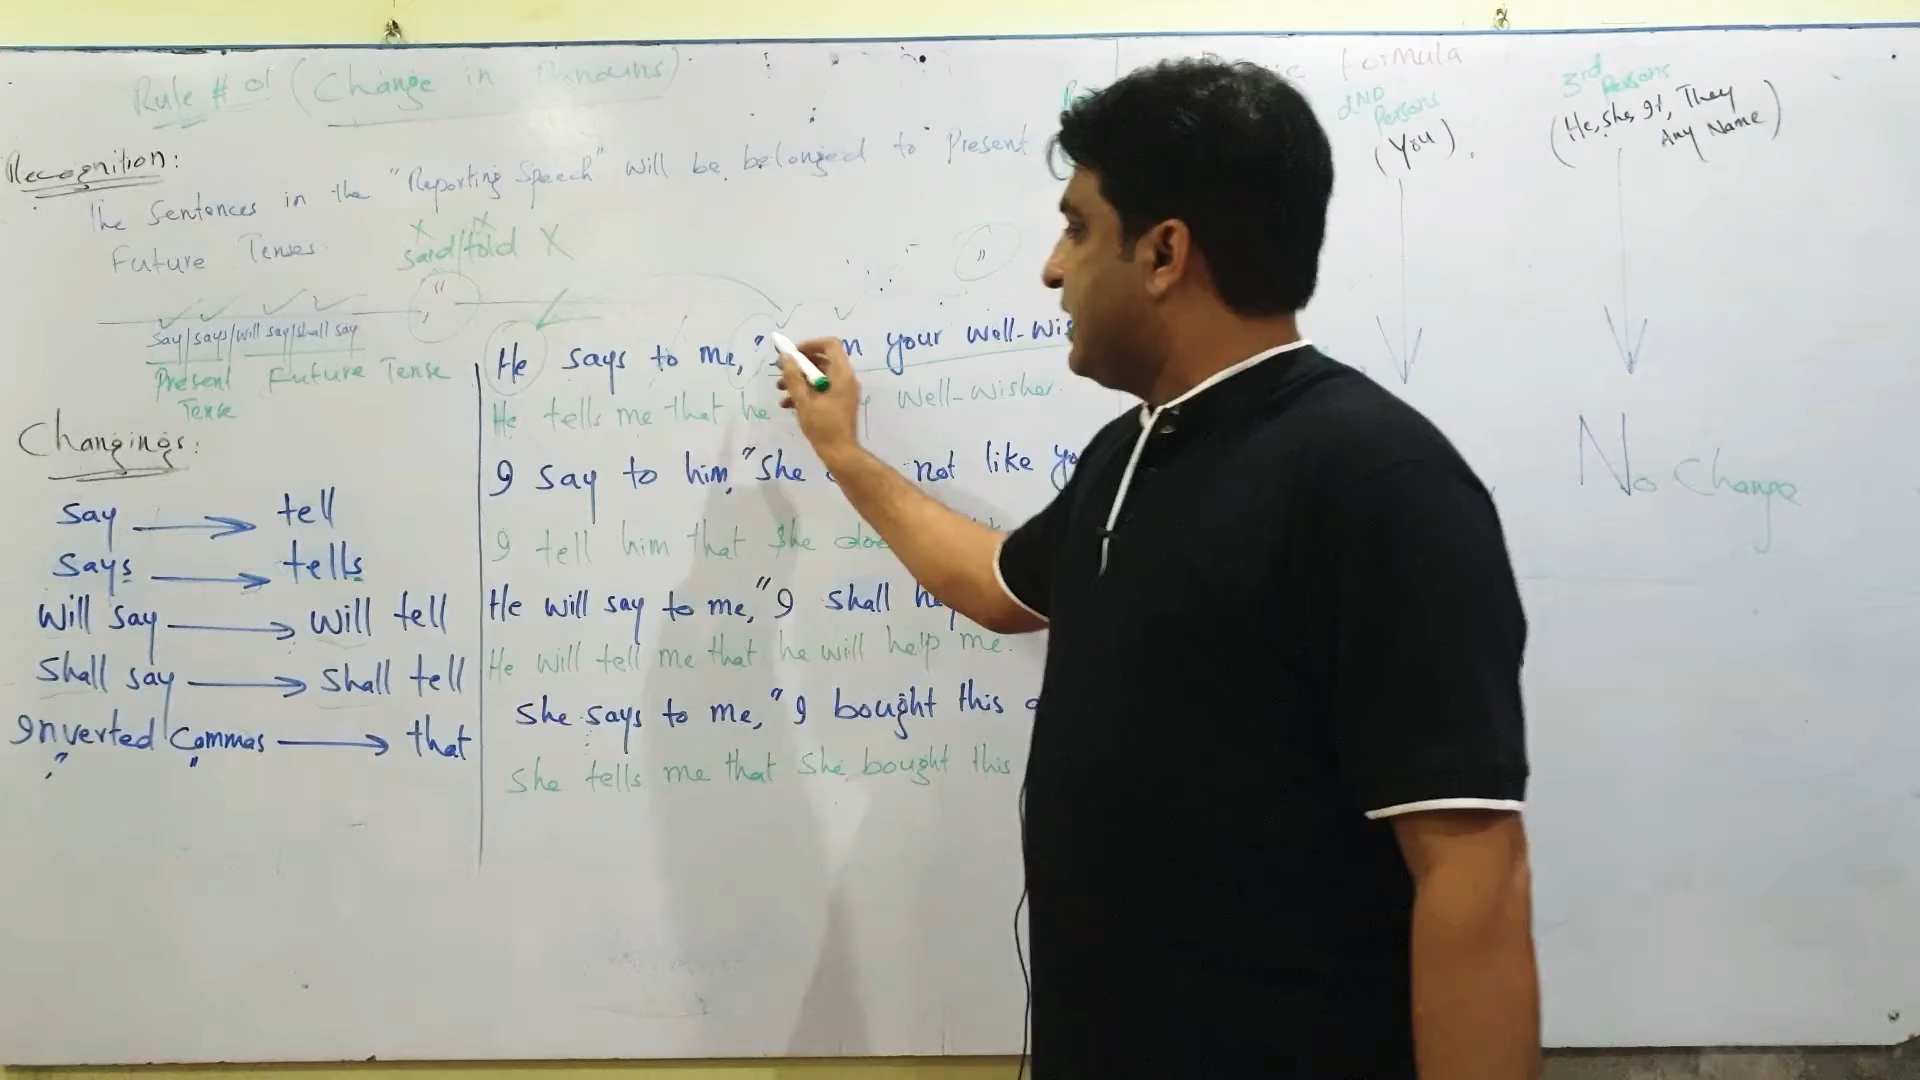 Rule # 01 (Change in Pronouns)
Recognition:
The Sentences in the "Reporting Speech" will be belonged to Present
Future Tenses
X X
said/told X
" "
say/says/will say/shall say
Present Future Tense
Tense
Changings:
say → tell
says → tells
will say → will tell
shall say → shall tell
Inverted Commas → that
" "
He says to me, " your well-
He tells me that he well-wisher.
I say to him, "she not like
I tell him that she
He will say to me, "I shall
He will tell me that he will help me.
She says to me, "I bought this
She tells me that she bought this
Formula
2ND
Persons
(You).
3rd
Persons
(He, she, It, They
Any Name)
No Change